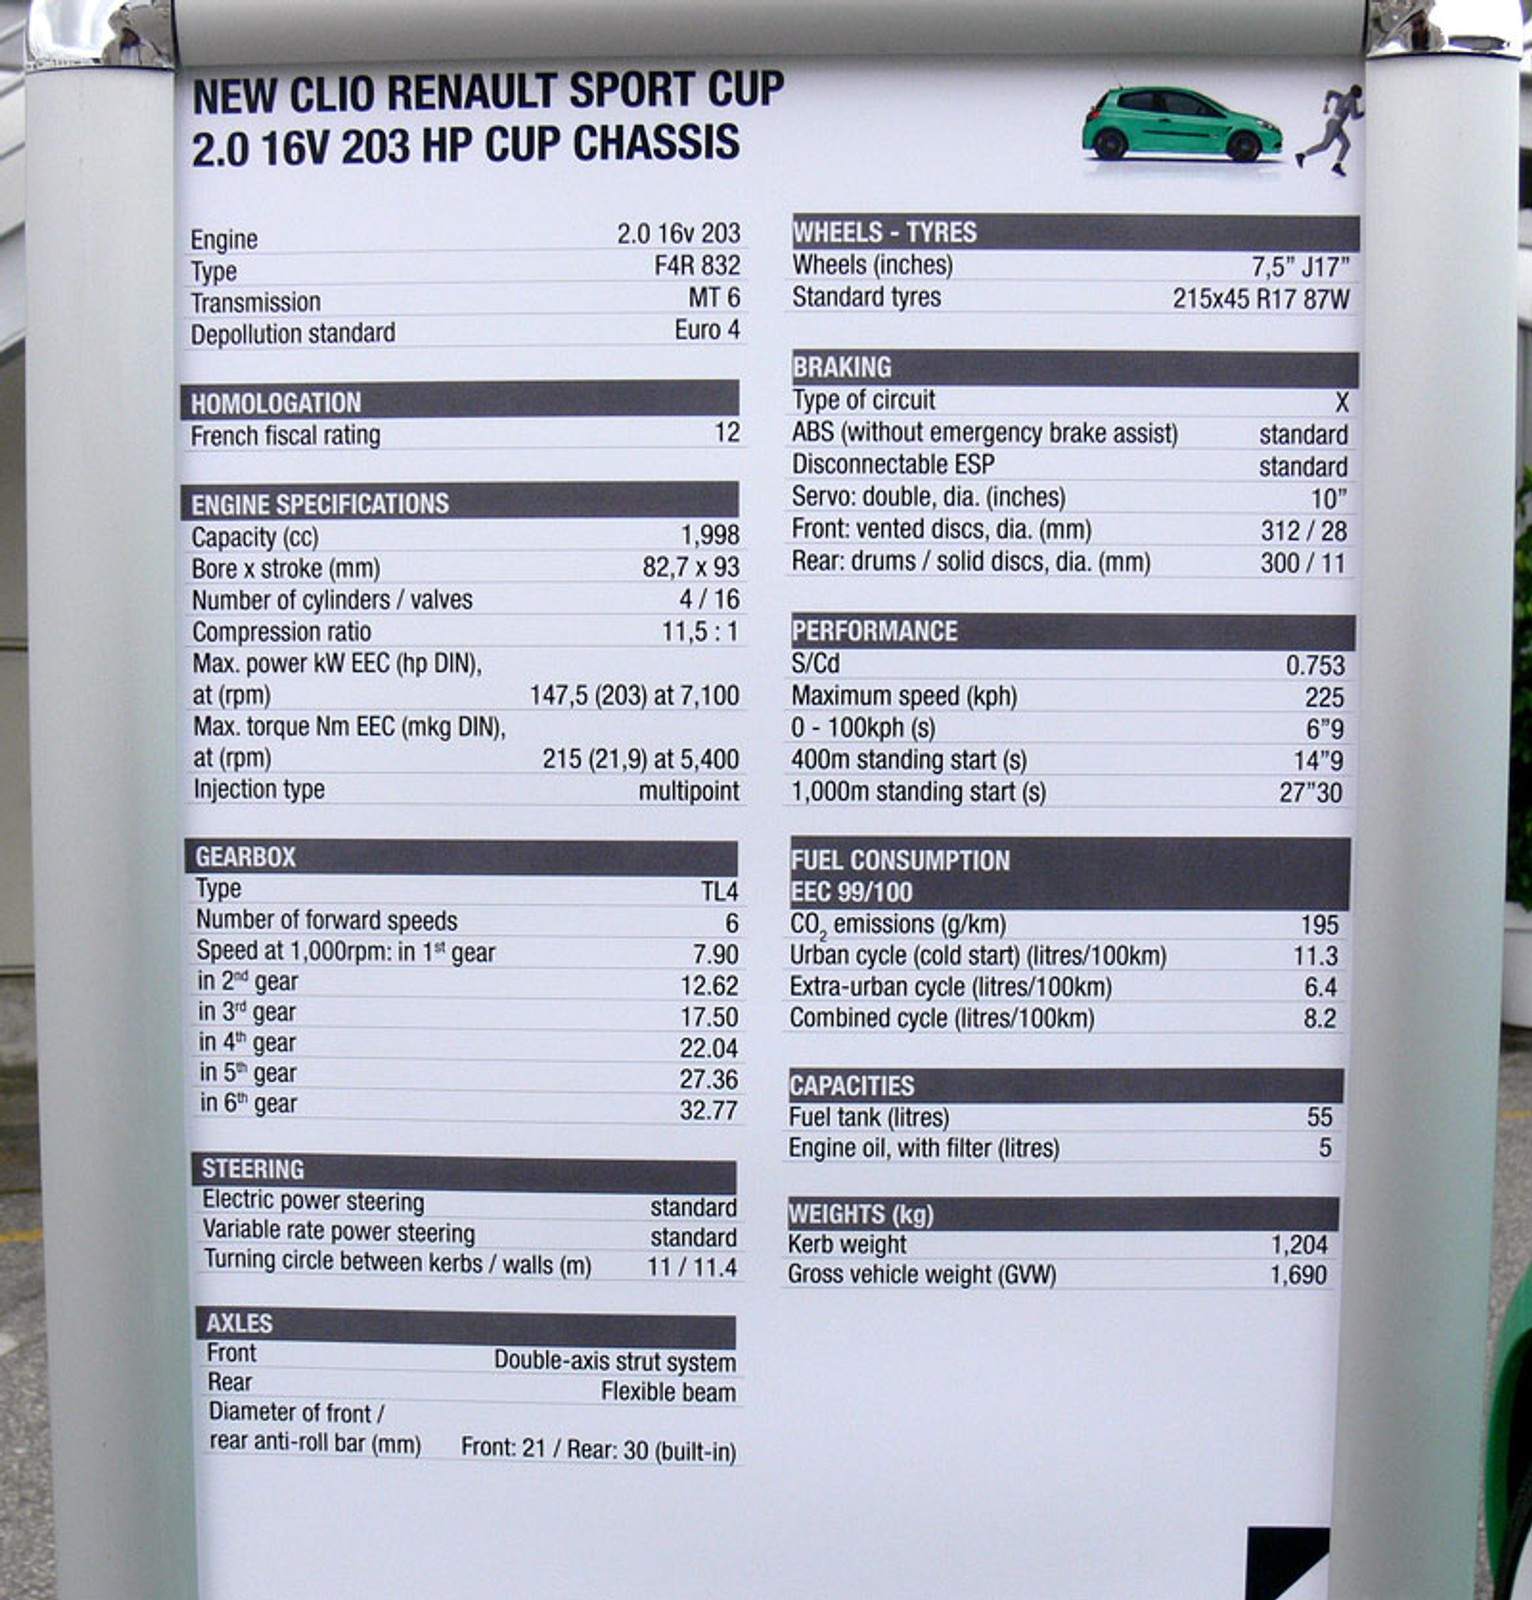 NEW CLIO RENAULT SPORT CUP
2.0 16V 203 HP CUP CHASSIS
Engine 2.0 16v 203
Type F4R 832
Transmission MT 6
Depollution standard Euro 4
HOMOLOGATION
French fiscal rating 12
ENGINE SPECIFICATIONS
Capacity (cc) 1,998
Bore x stroke (mm) 82,7 x 93
Number of cylinders / valves 4 / 16
Compression ratio 11,5 : 1
Max. power kW EEC (hp DIN),
at (rpm) 147,5 (203) at 7,100
Max. torque Nm EEC (mkg DIN),
at (rpm) 215 (21,9) at 5,400
Injection type multipoint
GEARBOX
Type TL4
Number of forward speeds 6
Speed at 1,000rpm: in 1st gear 7.90
in 2nd gear 12.62
in 3rd gear 17.50
in 4th gear 22.04
in 5th gear 27.36
in 6th gear 32.77
STEERING
Electric power steering standard
Variable rate power steering standard
Turning circle between kerbs / walls (m) 11 / 11.4
AXLES
Front Double-axis strut system
Rear Flexible beam
Diameter of front /
rear anti-roll bar (mm) Front: 21 / Rear: 30 (built-in)
WHEELS - TYRES
Wheels (inches) 7,5” J17”
Standard tyres 215x45 R17 87W
BRAKING
Type of circuit X
ABS (without emergency brake assist) standard
Disconnectable ESP standard
Servo: double, dia. (inches) 10”
Front: vented discs, dia. (mm) 312 / 28
Rear: drums / solid discs, dia. (mm) 300 / 11
PERFORMANCE
S/Cd 0.753
Maximum speed (kph) 225
0 - 100kph (s) 6”9
400m standing start (s) 14”9
1,000m standing start (s) 27”30
FUEL CONSUMPTION
EEC 99/100
CO₂ emissions (g/km) 195
Urban cycle (cold start) (litres/100km) 11.3
Extra-urban cycle (litres/100km) 6.4
Combined cycle (litres/100km) 8.2
CAPACITIES
Fuel tank (litres) 55
Engine oil, with filter (litres) 5
WEIGHTS (kg)
Kerb weight 1,204
Gross vehicle weight (GVW) 1,690